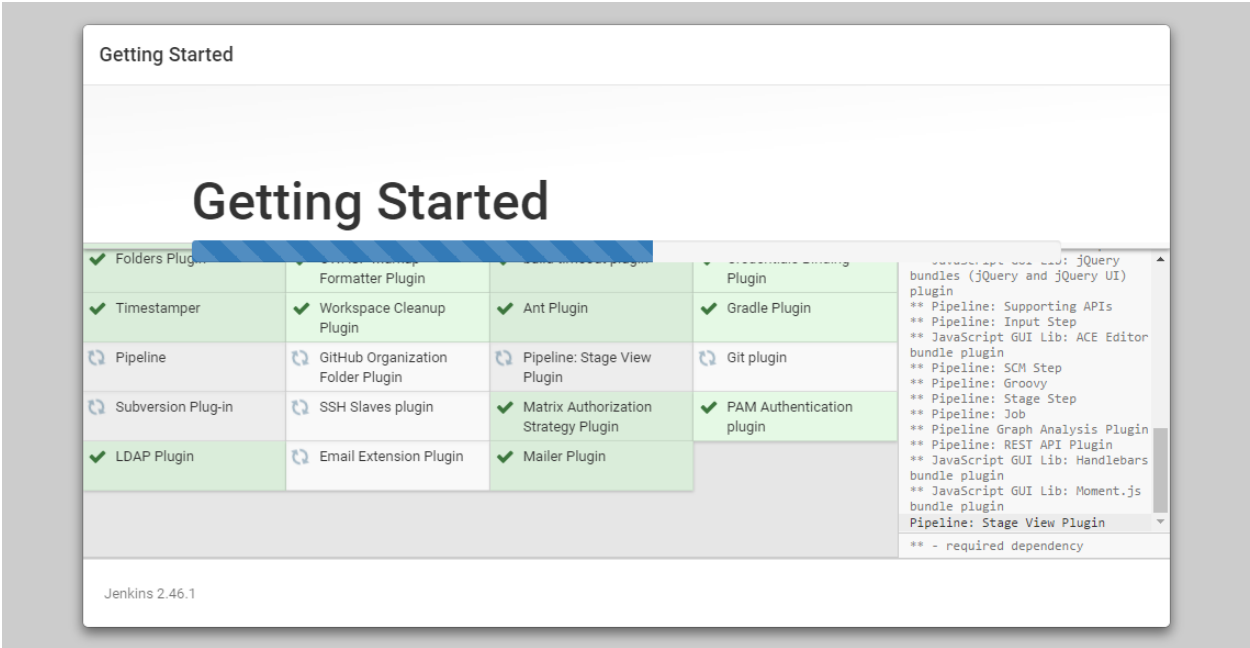 Getting Started
Getting Started
Folders Plug
Formatter Plugin
Plugin
Timestamper
Workspace Cleanup
Plugin
Ant Plugin
Gradle Plugin
Pipeline
GitHub Organization
Folder Plugin
Pipeline: Stage View
Plugin
Git plugin
Subversion Plug-in
SSH Slaves plugin
Matrix Authorization
Strategy Plugin
PAM Authentication
plugin
LDAP Plugin
Email Extension Plugin
Mailer Plugin
** JavaScript GUI Lib: jQuery
bundles (jQuery and jQuery UI)
plugin
** Pipeline: Supporting APIs
** Pipeline: Input Step
** JavaScript GUI Lib: ACE Editor
bundle plugin
** Pipeline: SCM Step
** Pipeline: Groovy
** Pipeline: Stage Step
** Pipeline: Job
** Pipeline Graph Analysis Plugin
** Pipeline: REST API Plugin
** JavaScript GUI Lib: Handlebars
bundle plugin
** JavaScript GUI Lib: Moment.js
bundle plugin
Pipeline: Stage View Plugin
** - required dependency
Jenkins 2.46.1